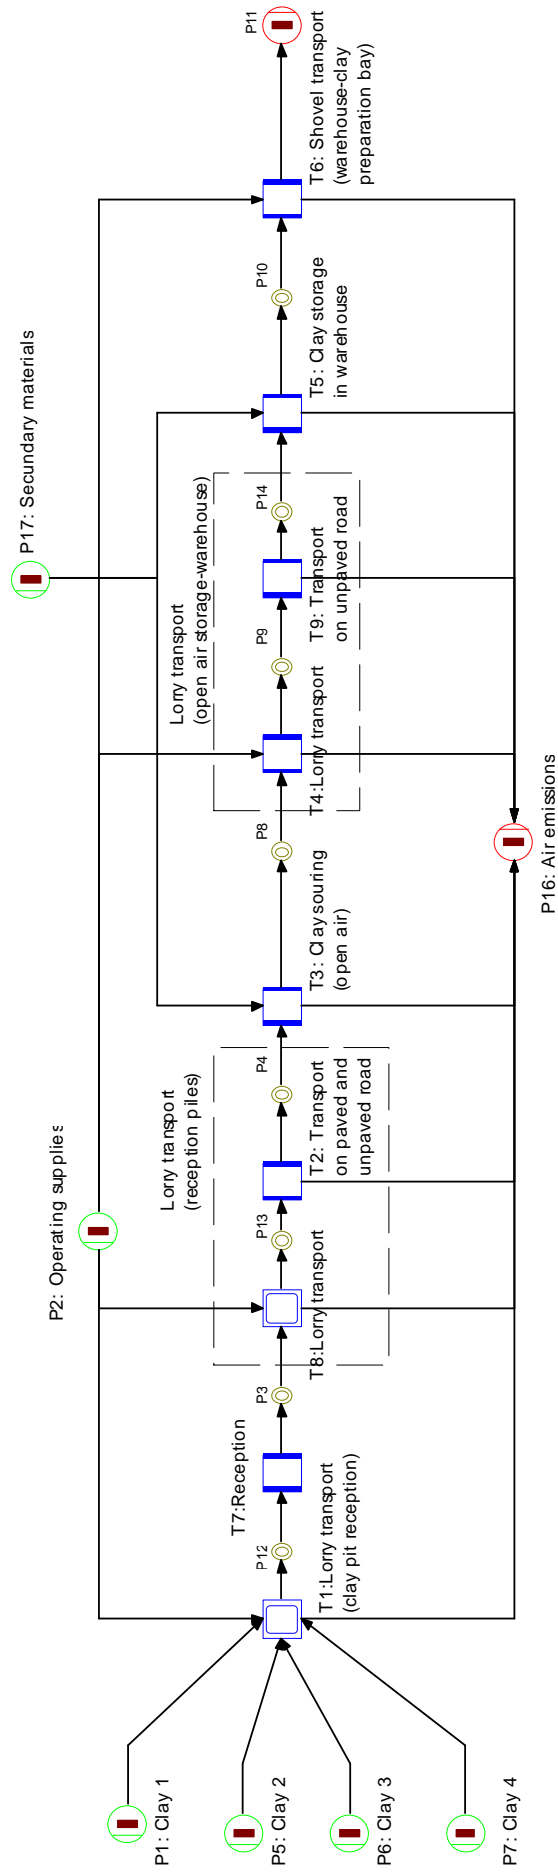 P17: Secundary materials
P2: Operating supplies
Lorry transport
(reception piles)
Lorry transport
(open air storage-warehouse)
P1: Clay 1
P5: Clay 2
P6: Clay 3
P7: Clay 4
T1:Lorry transport
(clay pit reception)
P12
T7:Reception
P3
T8:Lorry transport
P13
T2: Transport
on paved and
unpaved road
P4
T3: Clay souring
(open air)
P8
T4:Lorry transport
P9
T9: Transport
on unpaved road
P14
T5: Clay storage
in warehouse
P10
T6: Shovel transport
(warehouse-clay
preparation bay)
P11
P16: Air emissions